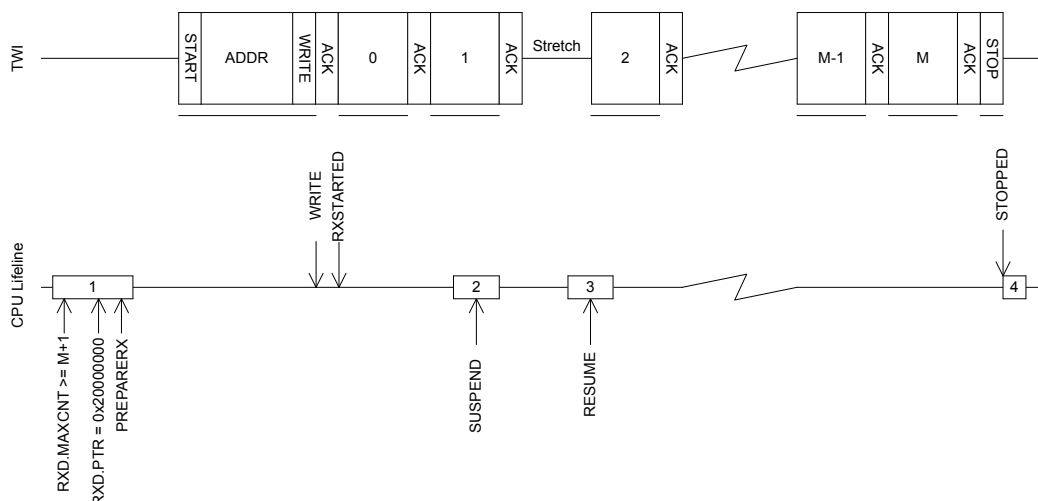 TWI
START
ADDR
WRITE
ACK
0
ACK
1
ACK
Stretch
2
ACK
M-1
ACK
M
ACK
STOP
WRITE
RXSTARTED
STOPPED
CPU Lifeline
1
2
3
4
RXD.MAXCNT >= M+1
RXD.PTR = 0x20000000
PREPARERX
SUSPEND
RESUME